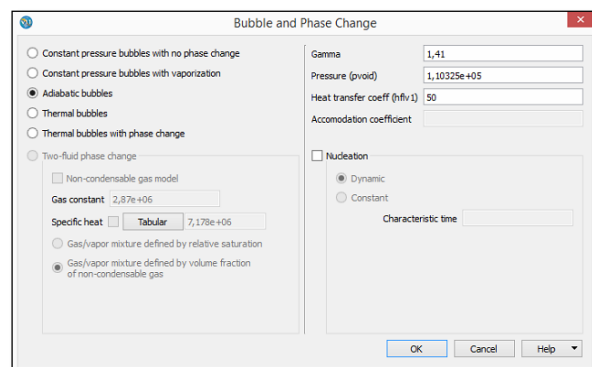 Bubble and Phase Change
Constant pressure bubbles with no phase change
Constant pressure bubbles with vaporization
Adiabatic bubbles
Thermal bubbles
Thermal bubbles with phase change
Two-fluid phase change
Non-condensable gas model
Gas constant 2,87e+06
Specific heat Tabular 7,178e+06
Gas/vapor mixture defined by relative saturation
Gas/vapor mixture defined by volume fraction
of non-condensable gas
Gamma 1,41
Pressure (pvoid) 1,10325e+05
Heat transfer coeff (hflv1) 50
Accomodation coefficient
Nucleation
Dynamic
Constant
Characteristic time
OK Cancel Help